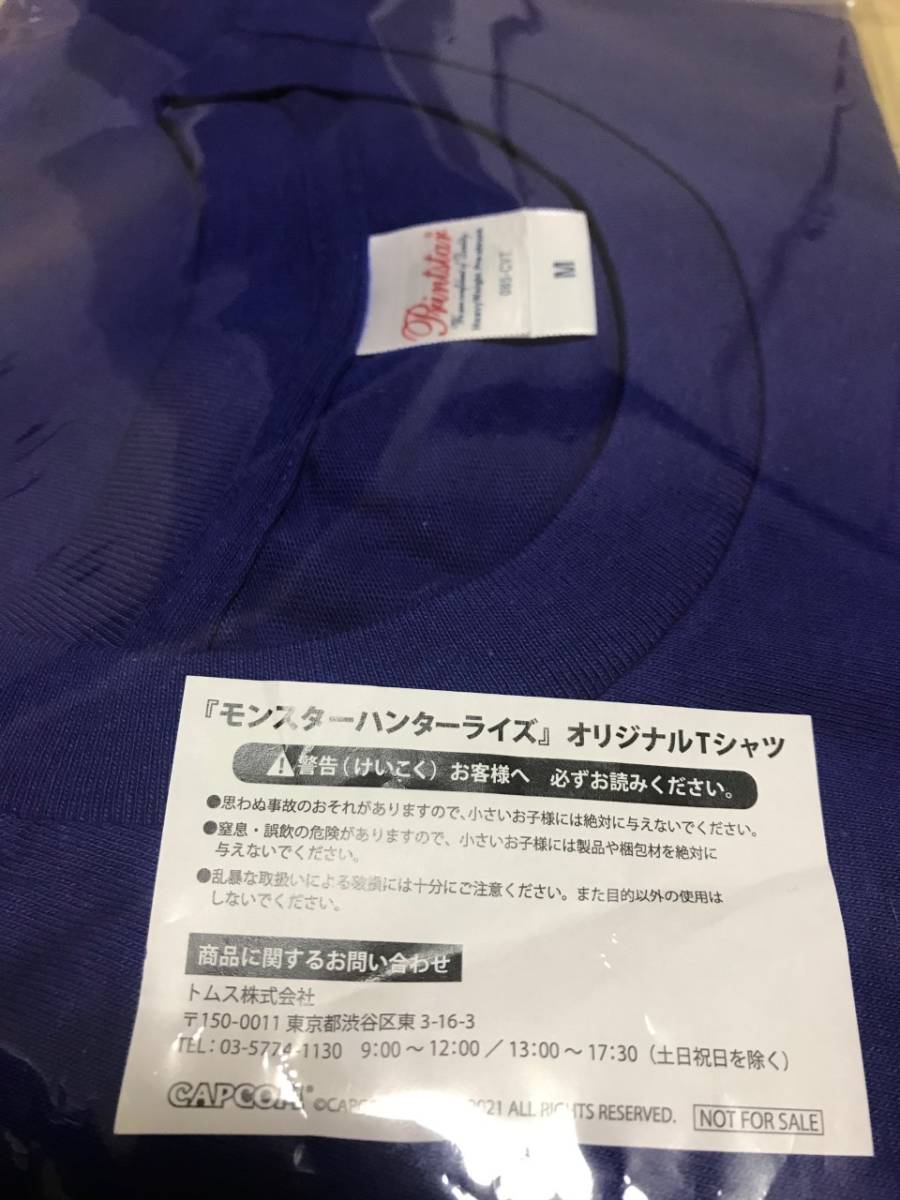 Printstar
085-CVT
M
『モンスターハンターライズ』オリジナルTシャツ
警告(けいこく) お客様へ 必ずお読みください。
●思わぬ事故のおそれがありますので、小さいお子様には絶対に与えないでください。
●窒息・誤飲の危険がありますので、小さいお子様には製品や梱包材を絶対に
与えないでください。
●乱暴な取扱いによる破損には十分にご注意ください。また目的以外の使用は
しないでください。
商品に関するお問い合わせ
トムス株式会社
〒150-0011 東京都渋谷区東 3-16-3
TEL: 03-5774-1130 9:00～12:00／13:00～17:30（土日祝日を除く）
CAPCOM ©CAPC 2021 ALL RIGHTS RESERVED. NOT FOR SALE